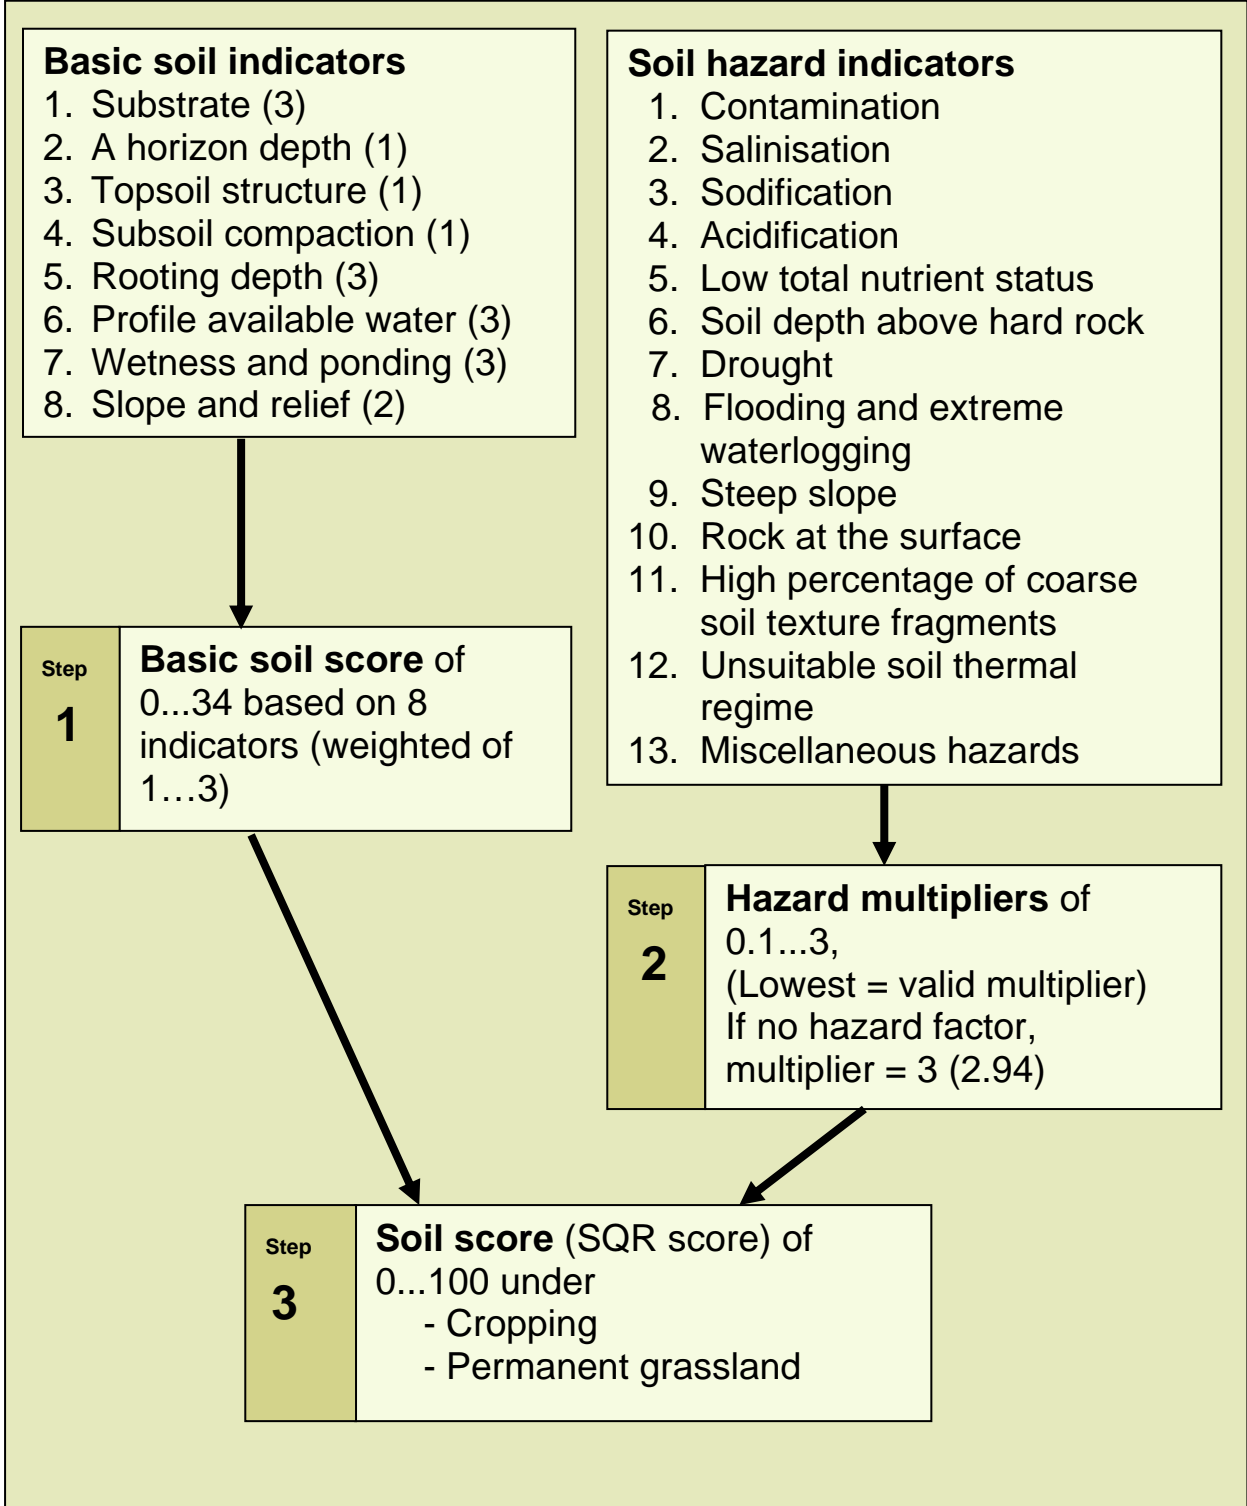 Basic soil indicators
1. Substrate (3)
2. A horizon depth (1)
3. Topsoil structure (1)
4. Subsoil compaction (1)
5. Rooting depth (3)
6. Profile available water (3)
7. Wetness and ponding (3)
8. Slope and relief (2)
Soil hazard indicators
1. Contamination
2. Salinisation
3. Sodification
4. Acidification
5. Low total nutrient status
6. Soil depth above hard rock
7. Drought
8. Flooding and extreme
waterlogging
9. Steep slope
10. Rock at the surface
11. High percentage of coarse
soil texture fragments
12. Unsuitable soil thermal
regime
13. Miscellaneous hazards
Step
1
Basic soil score of
0...34 based on 8
indicators (weighted of
1…3)
Step
2
Hazard multipliers of
0.1...3,
(Lowest = valid multiplier)
If no hazard factor,
multiplier = 3 (2.94)
Step
3
Soil score (SQR score) of
0...100 under
- Cropping
- Permanent grassland